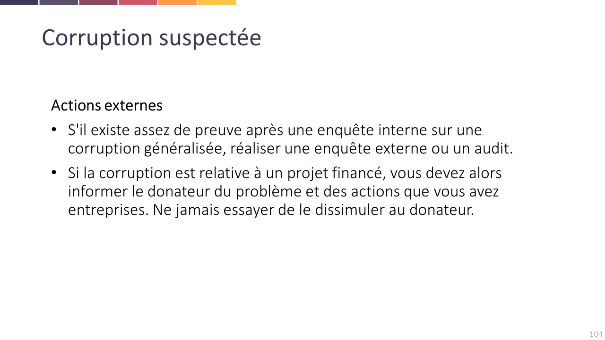 Corruption suspectée
Actions externes
• S'il existe assez de preuve après une enquête interne sur une
corruption généralisée, réaliser une enquête externe ou un audit.
• Si la corruption est relative à un projet financé, vous devez alors
informer le donateur du problème et des actions que vous avez
entreprises. Ne jamais essayer de le dissimuler au donateur.
104